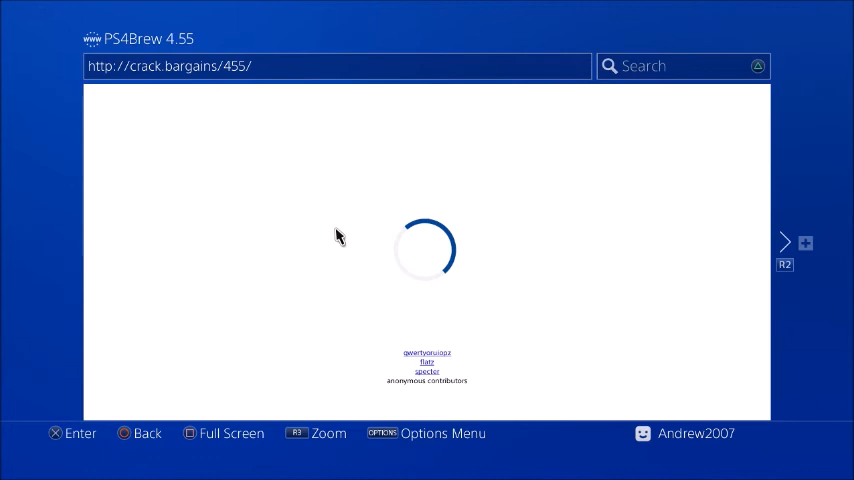 www PS4Brew 4.55
http://crack.bargains/455/
Search
R2
qwertyoruiopz
flatz
specter
anonymous contributors
Enter Back Full Screen R3 Zoom OPTIONS Options Menu Andrew2007